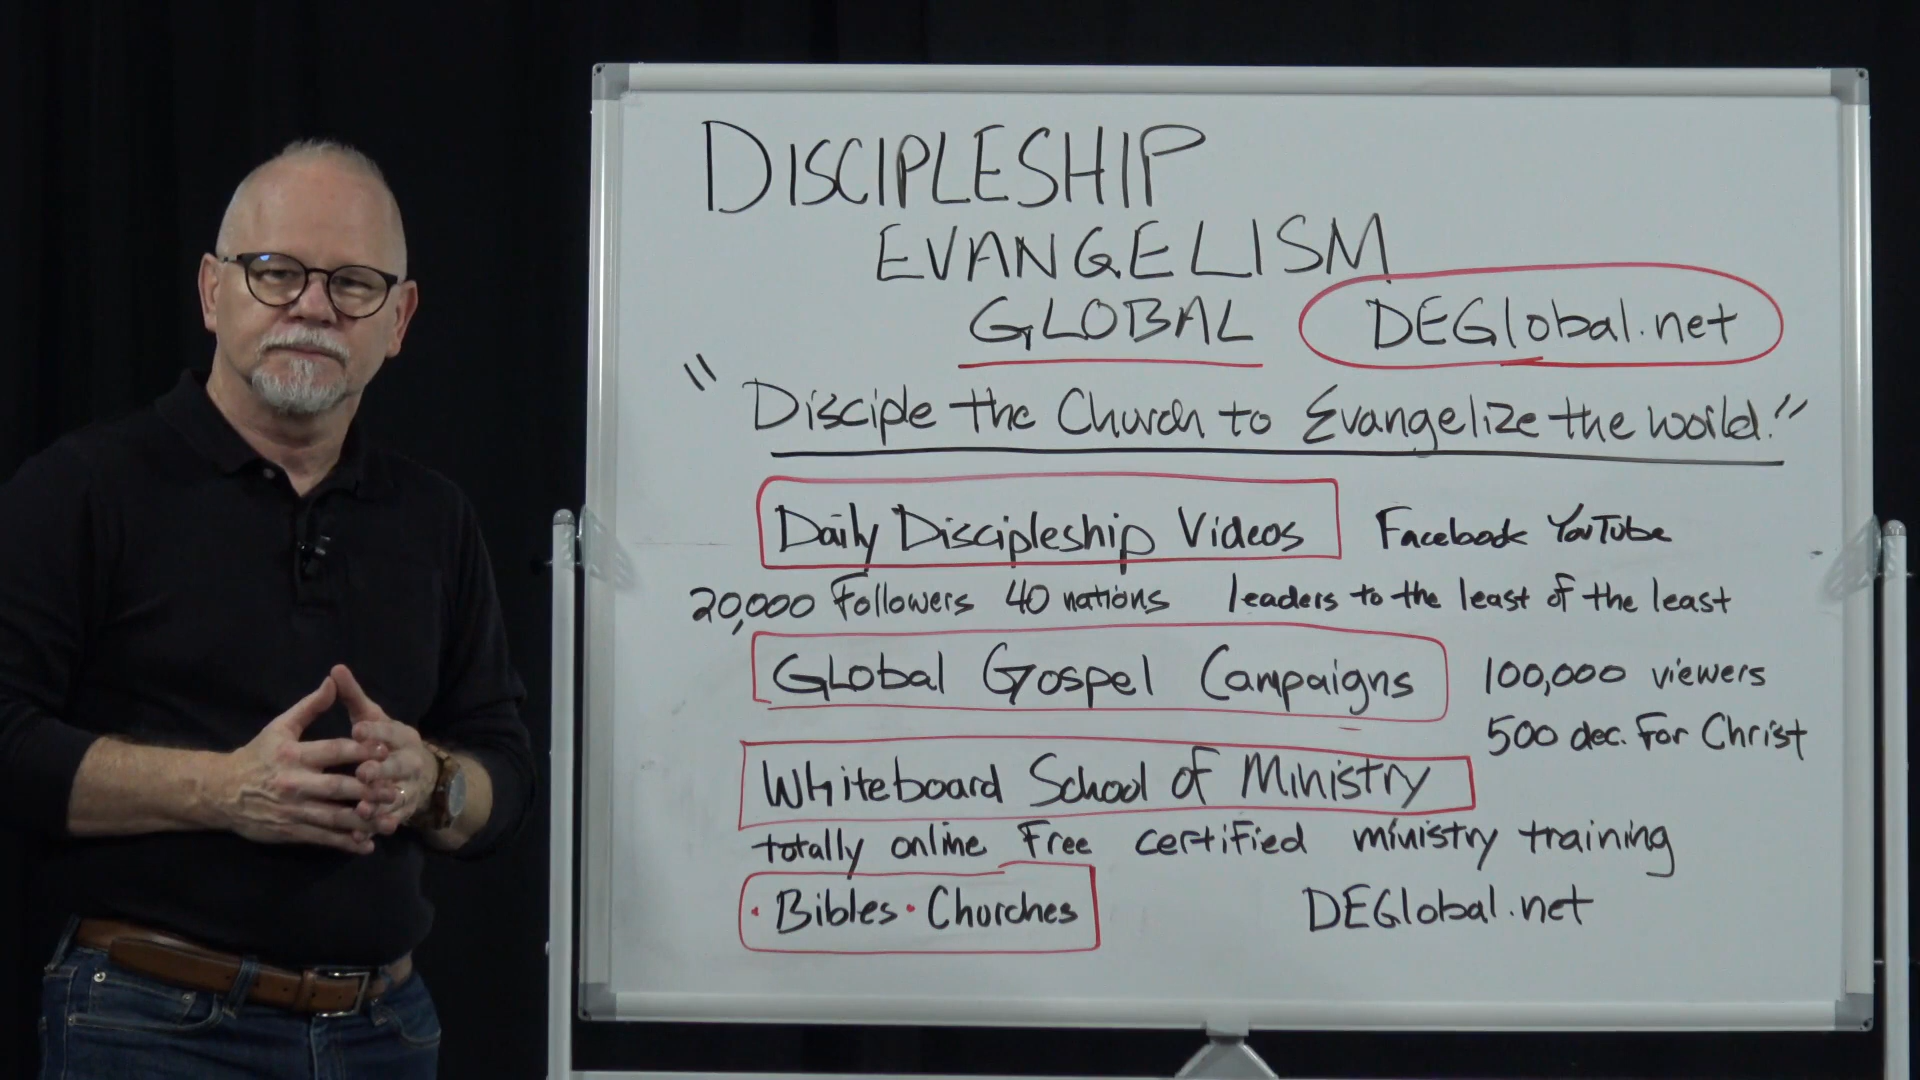 DISCIPLESHIP
EVANGELISM
GLOBAL DEGlobal.net
"Disciple the Church to Evangelize the world."
Daily Discipleship Videos Facebook YouTube
20,000 Followers 40 nations leaders to the least of the least
Global Gospel Campaigns 100,000 viewers
500 dec. For Christ
Whiteboard School of Ministry
totally online Free certified ministry training
• Bibles • Churches DEGlobal.net